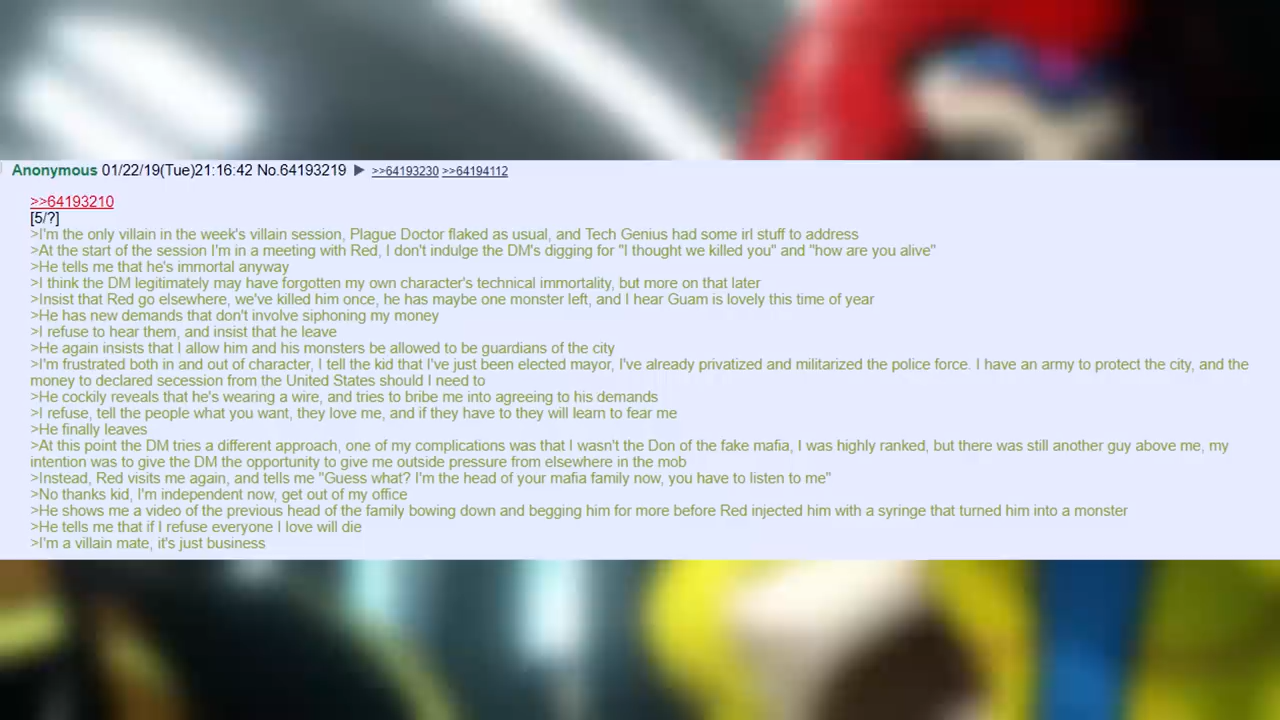 Anonymous 01/22/19(Tue)21:16:42 No.64193219 ▶ >>64193230 >>64194112
>>64193210
[5/?]
>I'm the only villain in the week's villain session, Plague Doctor flaked as usual, and Tech Genius had some irl stuff to address
>At the start of the session I'm in a meeting with Red, I don't indulge the DM's digging for "I thought we killed you" and "how are you alive"
>He tells me that he's immortal anyway
>I think the DM legitimately may have forgotten my own character's technical immortality, but more on that later
>Insist that Red go elsewhere, we've killed him once, he has maybe one monster left, and I hear Guam is lovely this time of year
>He has new demands that don't involve siphoning my money
>I refuse to hear them, and insist that he leave
>He again insists that I allow him and his monsters be allowed to be guardians of the city
>I'm frustrated both in and out of character, I tell the kid that I've just been elected mayor, I've already privatized and militarized the police force. I have an army to protect the city, and the
money to declared secession from the United States should I need to
>He cockily reveals that he's wearing a wire, and tries to bribe me into agreeing to his demands
>I refuse, tell the people what you want, they love me, and if they have to they will learn to fear me
>He finally leaves
>At this point the DM tries a different approach, one of my complications was that I wasn't the Don of the fake mafia, I was highly ranked, but there was still another guy above me, my
intention was to give the DM the opportunity to give me outside pressure from elsewhere in the mob
>Instead, Red visits me again, and tells me "Guess what? I'm the head of your mafia family now, you have to listen to me"
>No thanks kid, I'm independent now, get out of my office
>He shows me a video of the previous head of the family bowing down and begging him for more before Red injected him with a syringe that turned him into a monster
>He tells me that if I refuse everyone I love will die
>I'm a villain mate, it's just business